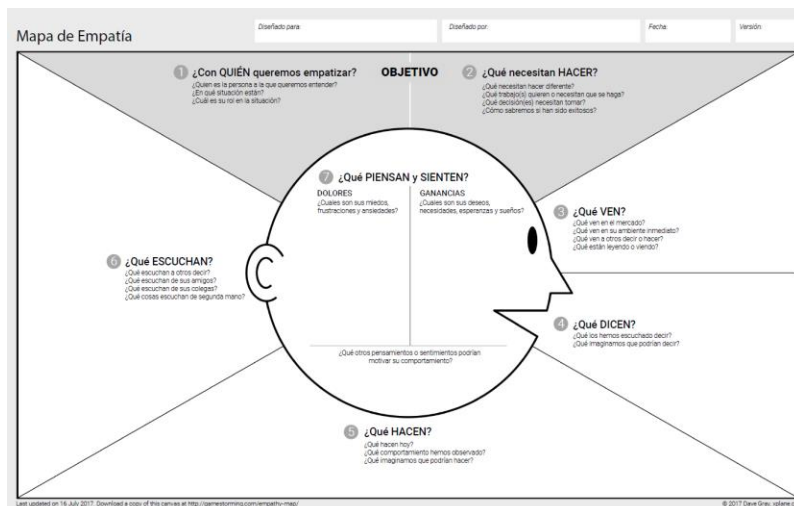 Mapa de Empatía
Diseñado para:
Diseñado por:
Fecha:
Versión:
1 ¿Con QUIÉN queremos empatizar?
¿Quien es la persona a la que queremos entender?
¿En qué situación están?
¿Cuál es su rol en la situación?
OBJETIVO
2 ¿Qué necesitan HACER?
¿Qué necesitan hacer diferente?
¿Qué trabajo(s) quieren o necesitan que se haga?
¿Qué decisión(es) necesitan tomar?
¿Cómo sabremos si han sido exitosos?
7 ¿Qué PIENSAN y SIENTEN?
DOLORES
¿Cuales son sus miedos,
frustraciones y ansiedades?
GANANCIAS
¿Cuales son sus deseos,
necesidades, esperanzas y sueños?
3 ¿Qué VEN?
¿Qué ven en el mercado?
¿Qué ven en su ambiente inmediato?
¿Qué ven a otros decir o hacer?
¿Qué están leyendo o viendo?
6 ¿Qué ESCUCHAN?
¿Qué escuchan a otros decir?
¿Qué escuchan de sus amigos?
¿Qué escuchan de sus colegas?
¿Qué cosas escuchan de segunda mano?
4 ¿Qué DICEN?
¿Qué los hemos escuchado decir?
¿Qué imaginamos que podrían decir?
¿Qué otros pensamientos o sentimientos podrían
motivar su comportamiento?
5 ¿Qué HACEN?
¿Qué hacen hoy?
¿Qué comportamiento hemos observado?
¿Qué imaginamos que podrían hacer?
Last updated on 16 July 2017. Download a copy of this canvas at http://gamestorming.com/empathy-map/
© 2017 Dave Gray, xplane.c